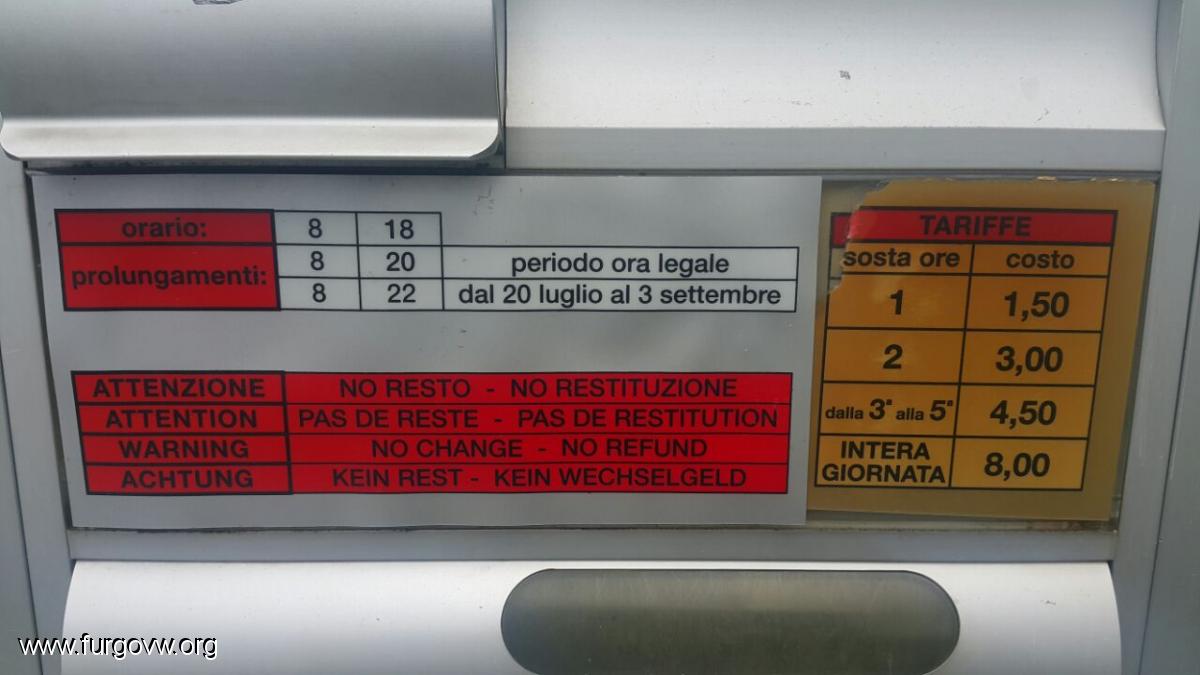 orario: 8 18
prolungamenti: 8 20 periodo ora legale
8 22 dal 20 luglio al 3 settembre
ATTENZIONE NO RESTO - NO RESTITUZIONE
ATTENTION PAS DE RESTE - PAS DE RESTITUTION
WARNING NO CHANGE - NO REFUND
ACHTUNG KEIN REST - KEIN WECHSELGELD
TARIFFE
sosta ore costo
1 1,50
2 3,00
dalla 3ª alla 5ª 4,50
INTERA GIORNATA 8,00
www.furgovw.org